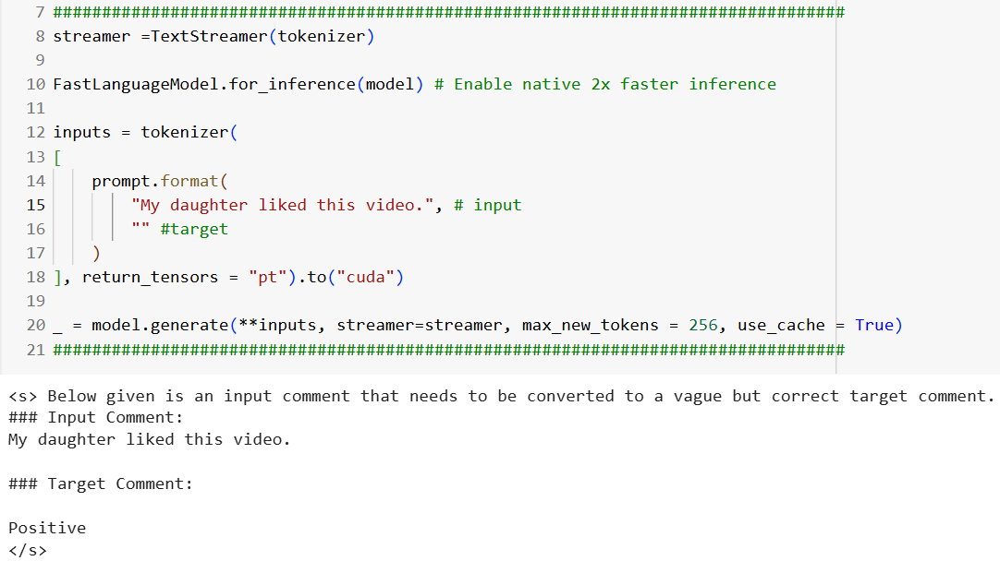 7 #################################################################################
8 streamer =TextStreamer(tokenizer)
9
10 FastLanguageModel.for_inference(model) # Enable native 2x faster inference
11
12 inputs = tokenizer(
13 [
14     prompt.format(
15         "My daughter liked this video.", # input
16         "" #target
17     )
18 ], return_tensors = "pt").to("cuda")
19
20 _ = model.generate(**inputs, streamer=streamer, max_new_tokens = 256, use_cache = True)
21 #################################################################################
<s> Below given is an input comment that needs to be converted to a vague but correct target comment.
### Input Comment:
My daughter liked this video.
### Target Comment:
Positive
</s>